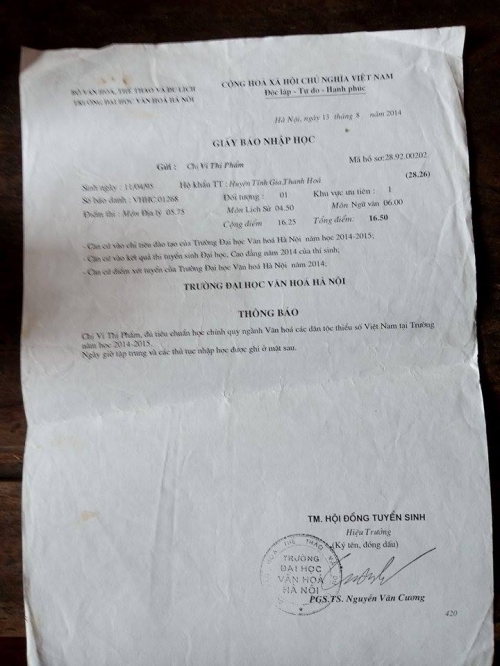 BỘ VĂN HOÁ, THỂ THAO VÀ DU LỊCH
TRƯỜNG ĐẠI HỌC VĂN HOÁ HÀ NỘI
CỘNG HOÀ XÃ HỘI CHỦ NGHĨA VIỆT NAM
Độc lập - Tự do - Hạnh phúc
Hà Nội, ngày 13 tháng 8 năm 2014
GIẤY BÁO NHẬP HỌC
Gửi : Chị Vi Thị Phẩm
Mã hồ sơ:28.92.00202
(28.26)
Sinh ngày : 11/04/95 Hộ khẩu TT : Huyện Tĩnh Gia,Thanh Hoá
Số báo danh : VHHC.01268 Đối tượng : 01 Khu vực ưu tiên : 1
Điểm thi : Môn Địa lý 05.75 Môn Lịch Sử 04.50 Môn Ngữ văn 06.00
Cộng điểm 16.25 Tổng điểm: 16.50
- Căn cứ vào chỉ tiêu đào tạo của Trường Đại học Văn hoá Hà Nội năm học 2014-2015;
- Căn cứ vào kết quả thi tuyển sinh Đại học, Cao đẳng năm 2014 của thí sinh;
- Căn cứ điểm xét tuyển của Trường Đại học Văn hoá Hà Nội năm 2014;
TRƯỜNG ĐẠI HỌC VĂN HOÁ HÀ NỘI
THÔNG BÁO
Chị Vi Thị Phẩm, đủ tiêu chuẩn học chính quy ngành Văn hoá các dân tộc thiểu số Việt Nam tại Trường
năm học 2014-2015.
Ngày giờ tập trung và các thủ tục nhập học được ghi ở mặt sau.
TM. HỘI ĐỒNG TUYỂN SINH
Hiệu Trưởng
(Ký tên, đóng dấu)
TRƯỜNG
ĐẠI HỌC
VĂN HOÁ
HÀ NỘI
PGS.TS. Nguyễn Văn Cương
420